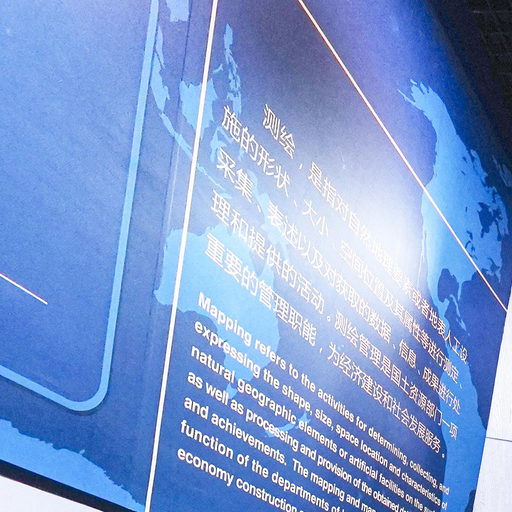 测绘，是指对自然地理要素或者地表人工设
施的形状、大小、空间位置及其属性等进行测定、
采集、表述以及对获取的数据、信息、成果进行处
理和提供的活动。测绘管理是国土资源部门一项
重要的管理职能，为经济建设和社会发展服务。
Mapping refers to the activities for determining, collecting, and
expressing the shape, size, space location and characteristics of
natural geographic elements or artificial facilities on the
as well as processing and provision of the obtained
and achievements. The mapping and
function of the departments of
economy construction